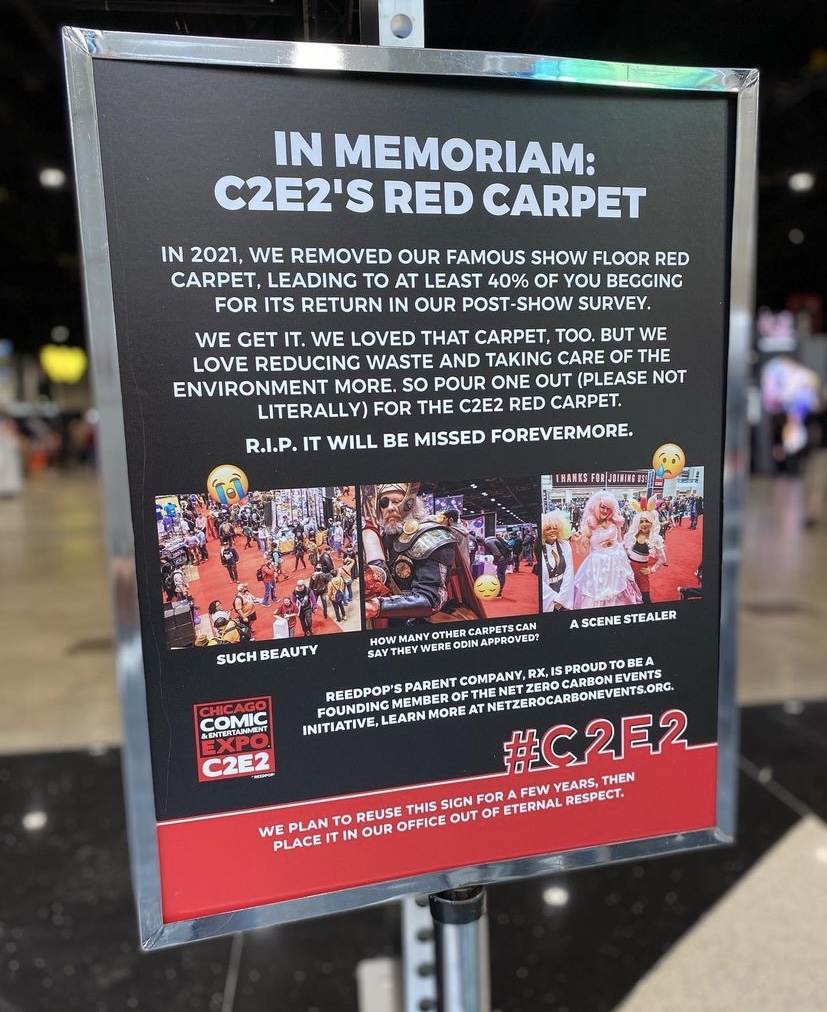 IN MEMORIAM:
C2E2'S RED CARPET
IN 2021, WE REMOVED OUR FAMOUS SHOW FLOOR RED
CARPET, LEADING TO AT LEAST 40% OF YOU BEGGING
FOR ITS RETURN IN OUR POST-SHOW SURVEY.
WE GET IT. WE LOVED THAT CARPET, TOO. BUT WE
LOVE REDUCING WASTE AND TAKING CARE OF THE
ENVIRONMENT MORE. SO POUR ONE OUT (PLEASE NOT
LITERALLY) FOR THE C2E2 RED CARPET.
R.I.P. IT WILL BE MISSED FOREVERMORE.
THANKS FOR JOINING US!
SUCH BEAUTY
HOW MANY OTHER CARPETS CAN
SAY THEY WERE ODIN APPROVED?
A SCENE STEALER
REEDPOP'S PARENT COMPANY, RX, IS PROUD TO BE A
FOUNDING MEMBER OF THE NET ZERO CARBON EVENTS
INITIATIVE, LEARN MORE AT NETZEROCARBONEVENTS.ORG.
CHICAGO
COMIC
& ENTERTAINMENT
EXPO
C2E2
REEDPOP
#C2E2
WE PLAN TO REUSE THIS SIGN FOR A FEW YEARS, THEN
PLACE IT IN OUR OFFICE OUT OF ETERNAL RESPECT.